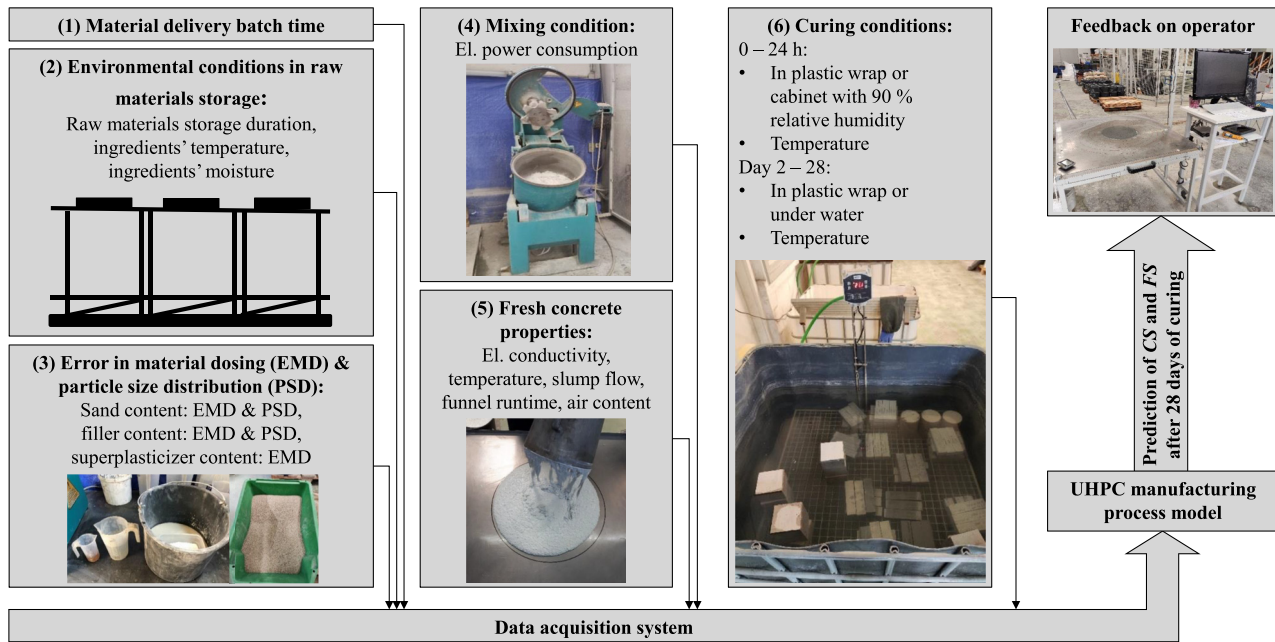 (1) Material delivery batch time
(2) Environmental conditions in raw
materials storage:
Raw materials storage duration,
ingredients' temperature,
ingredients' moisture
(3) Error in material dosing (EMD) &
particle size distribution (PSD):
Sand content: EMD & PSD,
filler content: EMD & PSD,
superplasticizer content: EMD
(4) Mixing condition:
El. power consumption
(5) Fresh concrete
properties:
El. conductivity,
temperature, slump flow,
funnel runtime, air content
(6) Curing conditions:
0 – 24 h:
• In plastic wrap or
cabinet with 90 %
relative humidity
• Temperature
Day 2 – 28:
• In plastic wrap or
under water
• Temperature
Feedback on operator
Prediction of CS and FS
after 28 days of curing
UHPC manufacturing
process model
Data acquisition system